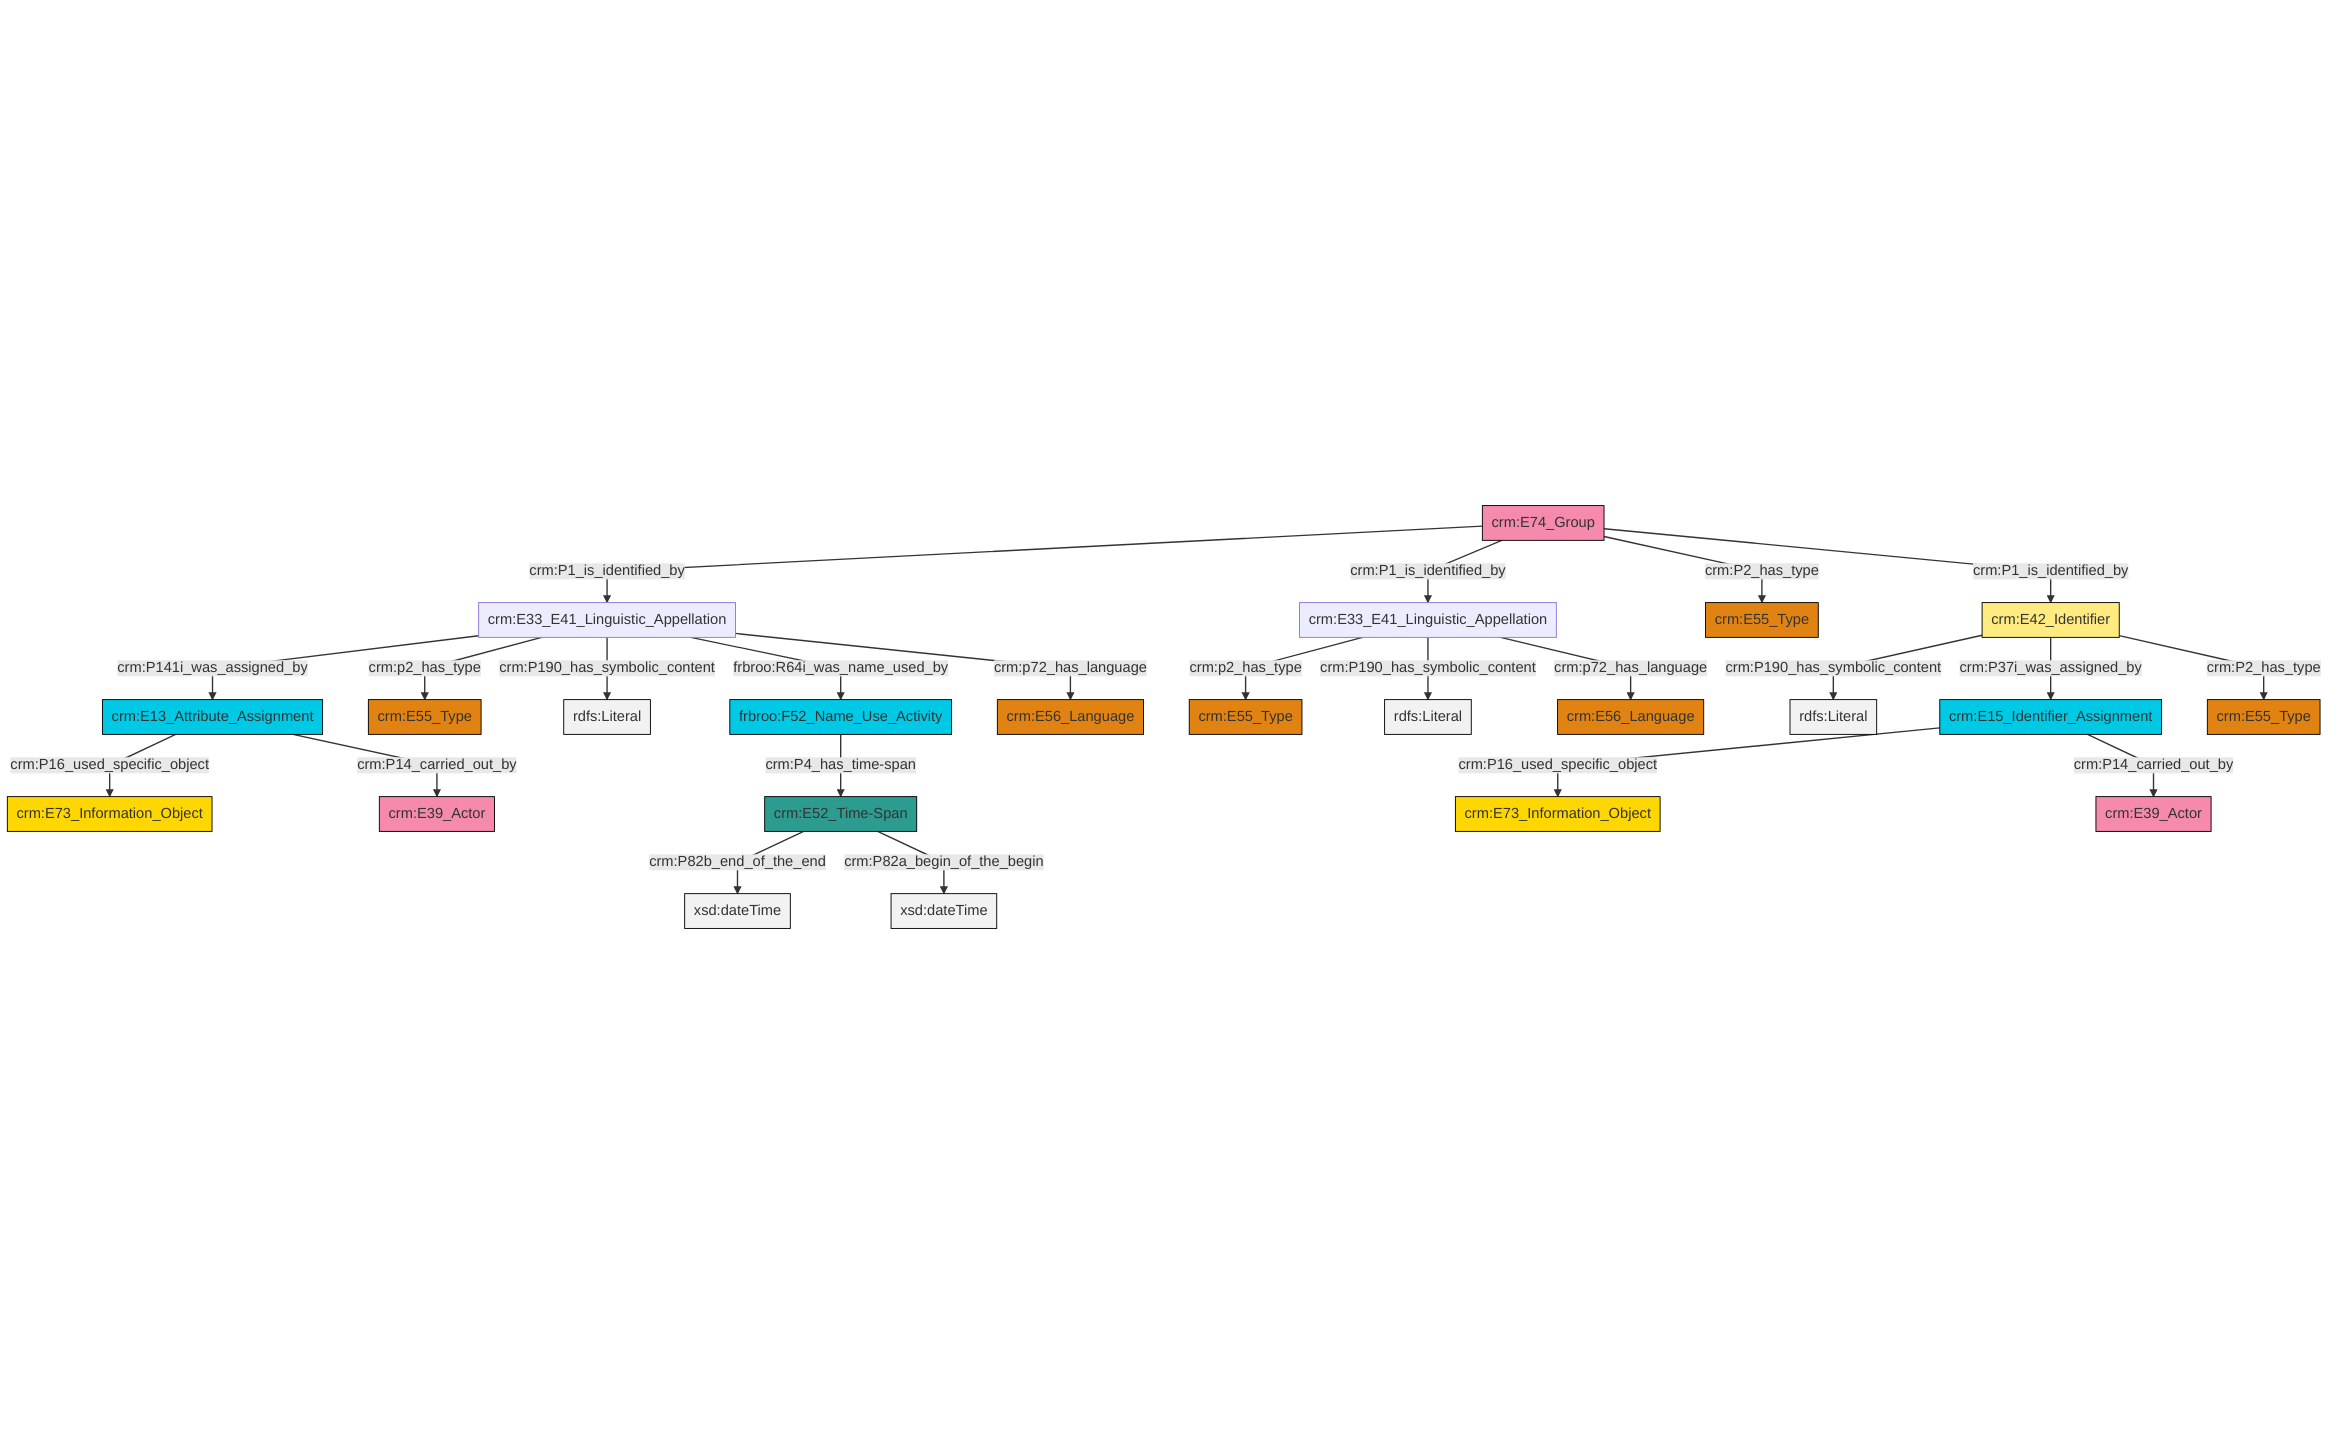 crm:E74_Group
crm:P1_is_identified_by
crm:P1_is_identified_by
crm:P2_has_type
crm:P1_is_identified_by
crm:E33_E41_Linguistic_Appellation
crm:E33_E41_Linguistic_Appellation
crm:E55_Type
crm:E42_Identifier
crm:P141i_was_assigned_by
crm:p2_has_type
crm:P190_has_symbolic_content
frbroo:R64i_was_name_used_by
crm:p72_has_language
crm:p2_has_type
crm:P190_has_symbolic_content
crm:p72_has_language
crm:P190_has_symbolic_content
crm:P37i_was_assigned_by
crm:P2_has_type
crm:E13_Attribute_Assignment
crm:E55_Type
rdfs:Literal
frbroo:F52_Name_Use_Activity
crm:E56_Language
crm:E55_Type
rdfs:Literal
crm:E56_Language
rdfs:Literal
crm:E15_Identifier_Assignment
crm:E55_Type
crm:P16_used_specific_object
crm:P14_carried_out_by
crm:P4_has_time-span
crm:P16_used_specific_object
crm:P14_carried_out_by
crm:E73_Information_Object
crm:E39_Actor
crm:E52_Time-Span
crm:E73_Information_Object
crm:E39_Actor
crm:P82b_end_of_the_end
crm:P82a_begin_of_the_begin
xsd:dateTime
xsd:dateTime